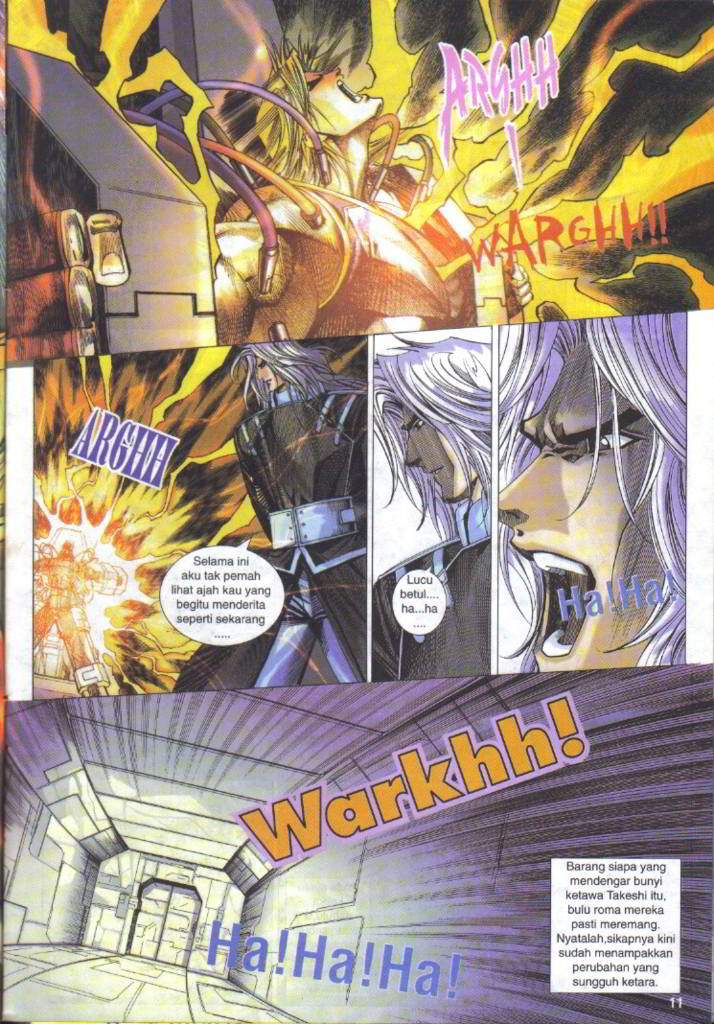 ARGHH
!
WARGHH!!
ARGHH
Selama ini
aku tak pernah
lihat ajah kau yang
begitu menderita
seperti sekarang
.....
Lucu
betul....
ha...ha
....
Ha!Ha!
Warkhh!
Ha!Ha!Ha!
Barang siapa yang
mendengar bunyi
ketawa Takeshi itu,
bulu roma mereka
pasti meremang.
Nyatalah,sikapnya kini
sudah menampakkan
perubahan yang
sungguh ketara.
11